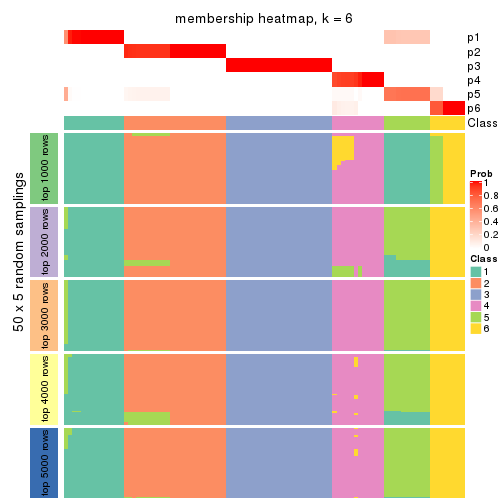 membership heatmap, k = 6
p1
p2
p3
p4
p5
p6
Class
50 x 5 random samplings
top 1000 rows
top 2000 rows
top 3000 rows
top 4000 rows
top 5000 rows
Prob
1
0.8
0.6
0.4
0.2
0
Class
1
2
3
4
5
6